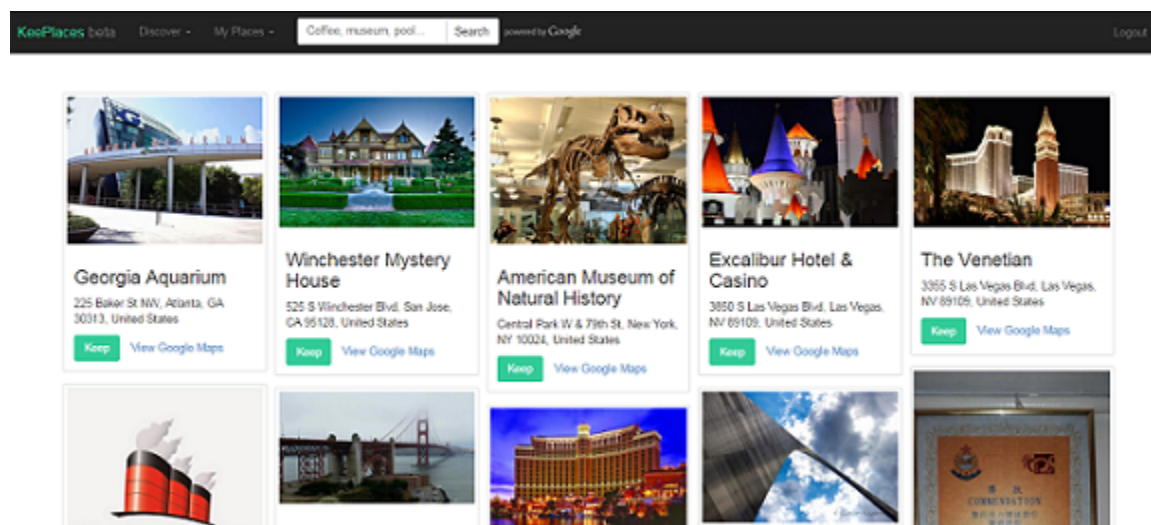 KeePlaces beta
Discover
My Places
Coffee, museum, pool...
Search
powered by Google
Logout
Georgia Aquarium
225 Baker St NW, Atlanta, GA
30313, United States
Keep
View Google Maps
Winchester Mystery
House
525 S Winchester Blvd, San Jose,
CA 95128, United States
Keep
View Google Maps
American Museum of
Natural History
Central Park W & 79th St, New York,
NY 10024, United States
Keep
View Google Maps
Excalibur Hotel &
Casino
3850 S Las Vegas Blvd, Las Vegas,
NV 89109, United States
Keep
View Google Maps
The Venetian
3355 S Las Vegas Blvd, Las Vegas,
NV 89109, United States
Keep
View Google Maps
COMMENDATION